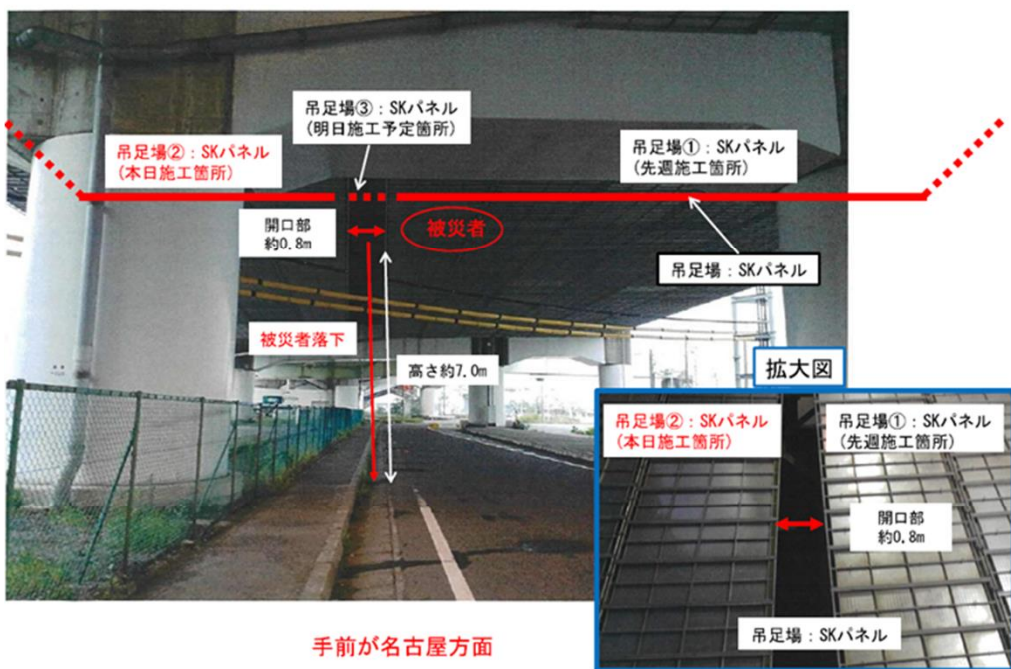 吊足場③：SKパネル
(明日施工予定箇所)
吊足場②：SKパネル
(本日施工箇所)
吊足場①：SKパネル
(先週施工箇所)
開口部
約0.8m
被災者
吊足場：SKパネル
被災者落下
高さ約7.0m
拡大図
吊足場②：SKパネル
(本日施工箇所)
吊足場①：SKパネル
(先週施工箇所)
開口部
約0.8m
吊足場：SKパネル
手前が名古屋方面